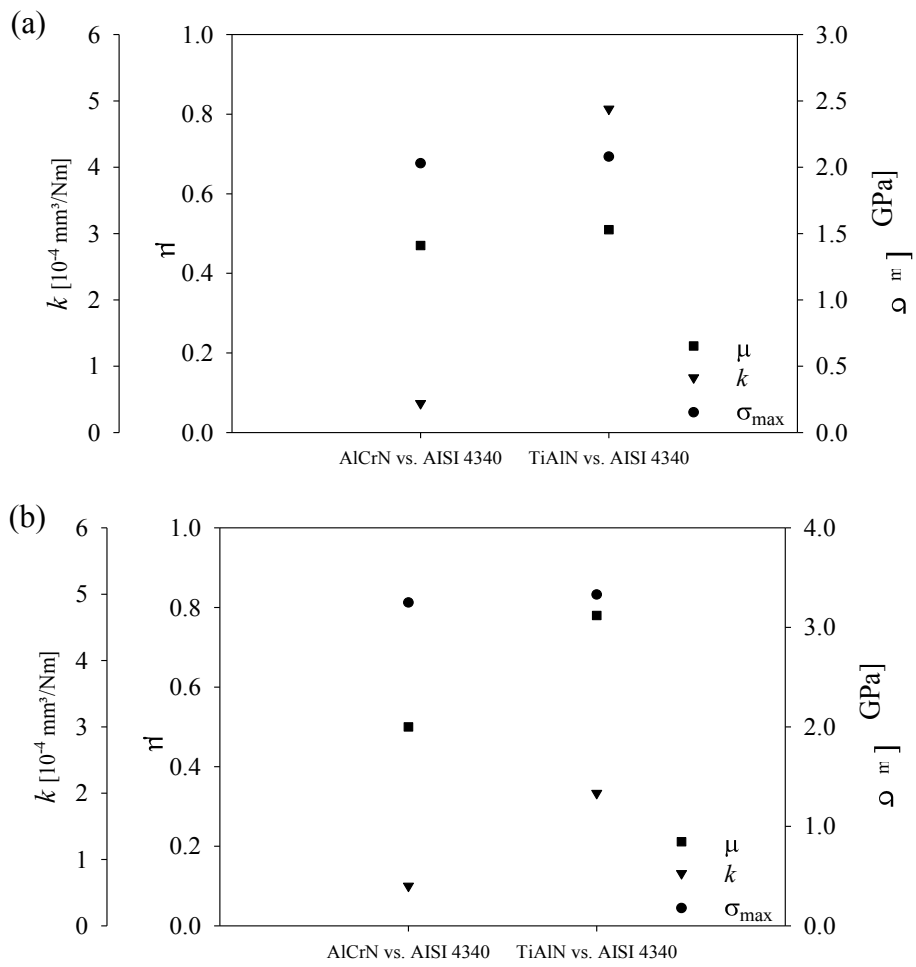 (a)
6
5
4
3
2
1
0
k [10⁻⁴ mm³/Nm]
1.0
0.8
0.6
0.4
0.2
0.0
μ
3.0
2.5
2.0
1.5
1.0
0.5
0.0
GPa]
σ m [
μ
k
σmax
AlCrN vs. AISI 4340 TiAlN vs. AISI 4340
(b)
6
5
4
3
2
1
0
k [10⁻⁴ mm³/Nm]
1.0
0.8
0.6
0.4
0.2
0.0
μ
4.0
3.0
2.0
1.0
0.0
GPa]
σ m [
μ
k
σmax
AlCrN vs. AISI 4340 TiAlN vs. AISI 4340